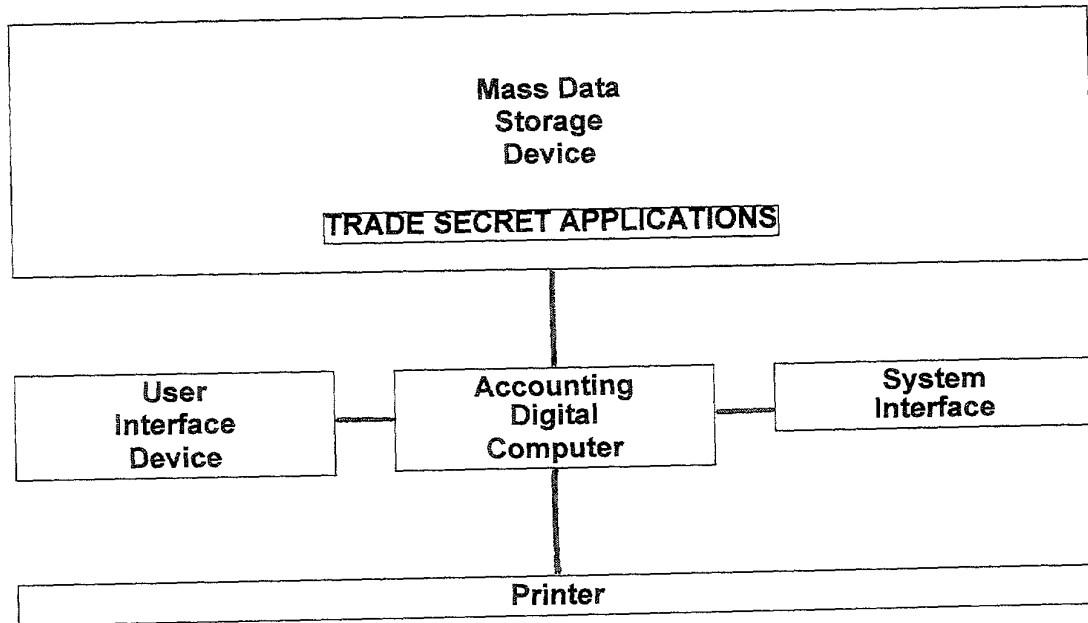 Mass Data
Storage
Device
TRADE SECRET APPLICATIONS
User
Interface
Device
Accounting
Digital
Computer
System
Interface
Printer